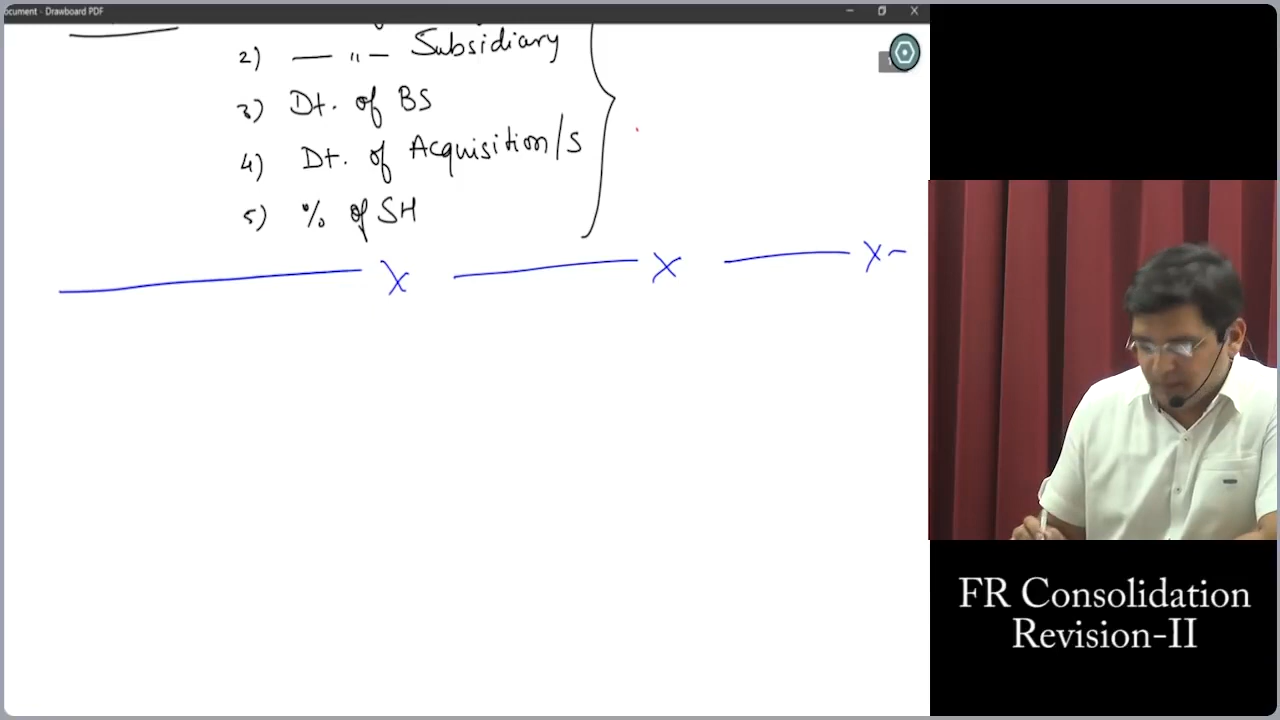 ocument - Drawboard PDF
2) — " — Subsidiary
3) Dt. of BS
4) Dt. of Acquisition/s
5) % of SH
x x x
FR Consolidation
Revision-II